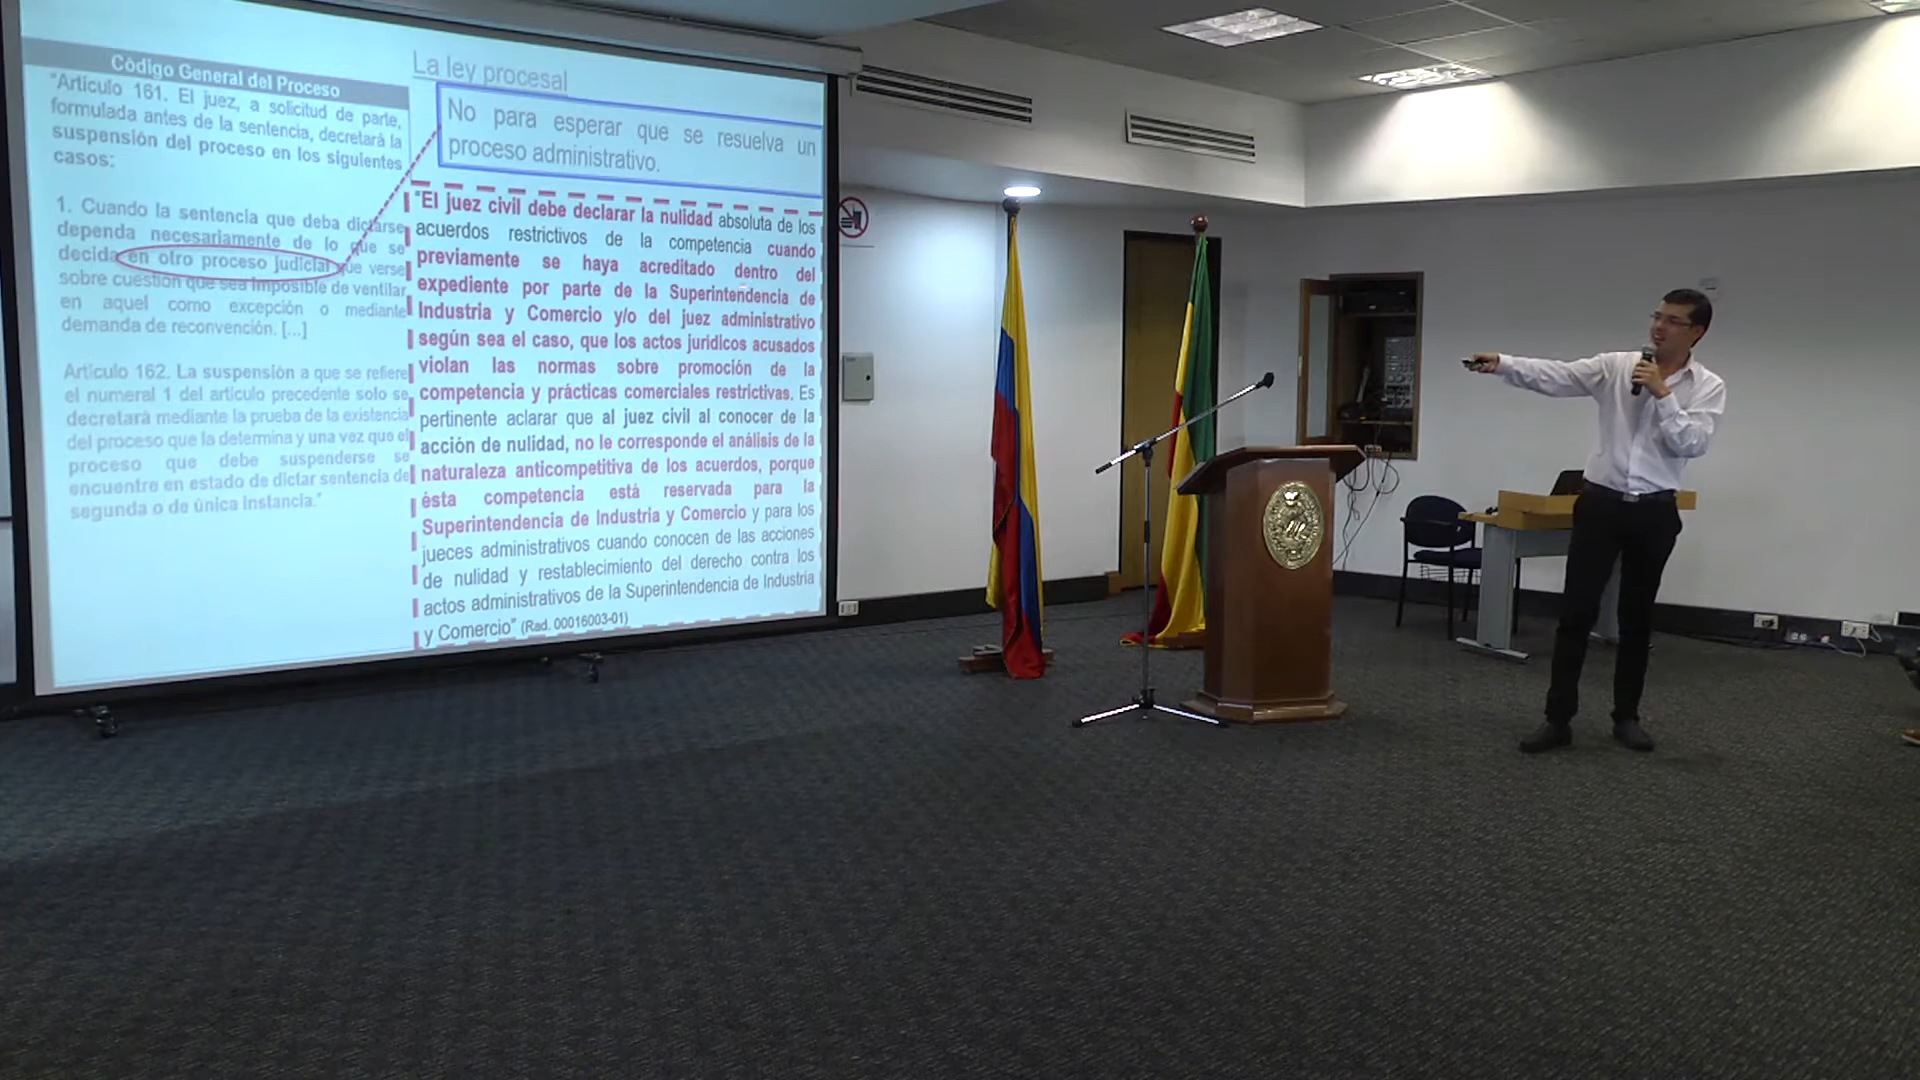 Código General del Proceso
"Artículo 161. El juez, a solicitud de parte,
formulada antes de la sentencia, decretará la
suspensión del proceso en los siguientes
casos:
1. Cuando la sentencia que deba dictarse
dependa necesariamente de lo que se
decida en otro proceso judicial que verse
sobre cuestión que sea imposible de ventilar
en aquel como excepción o mediante
demanda de reconvención. [...]
Artículo 162. La suspensión a que se refiere
el numeral 1 del artículo precedente solo se
decretará mediante la prueba de la existencia
del proceso que la determina y una vez que el
proceso que debe suspenderse se
encuentre en estado de dictar sentencia de
segunda o de única instancia."
La ley procesal
No para esperar que se resuelva un
proceso administrativo.
"El juez civil debe declarar la nulidad absoluta de los
acuerdos restrictivos de la competencia cuando
previamente se haya acreditado dentro del
expediente por parte de la Superintendencia de
Industria y Comercio y/o del juez administrativo
según sea el caso, que los actos jurídicos acusados
violan las normas sobre promoción de la
competencia y prácticas comerciales restrictivas. Es
pertinente aclarar que al juez civil al conocer de la
acción de nulidad, no le corresponde el análisis de la
naturaleza anticompetitiva de los acuerdos, porque
ésta competencia está reservada para la
Superintendencia de Industria y Comercio y para los
jueces administrativos cuando conocen de las acciones
de nulidad y restablecimiento del derecho contra los
actos administrativos de la Superintendencia de Industria
y Comercio" (Rad. 00016003-01)